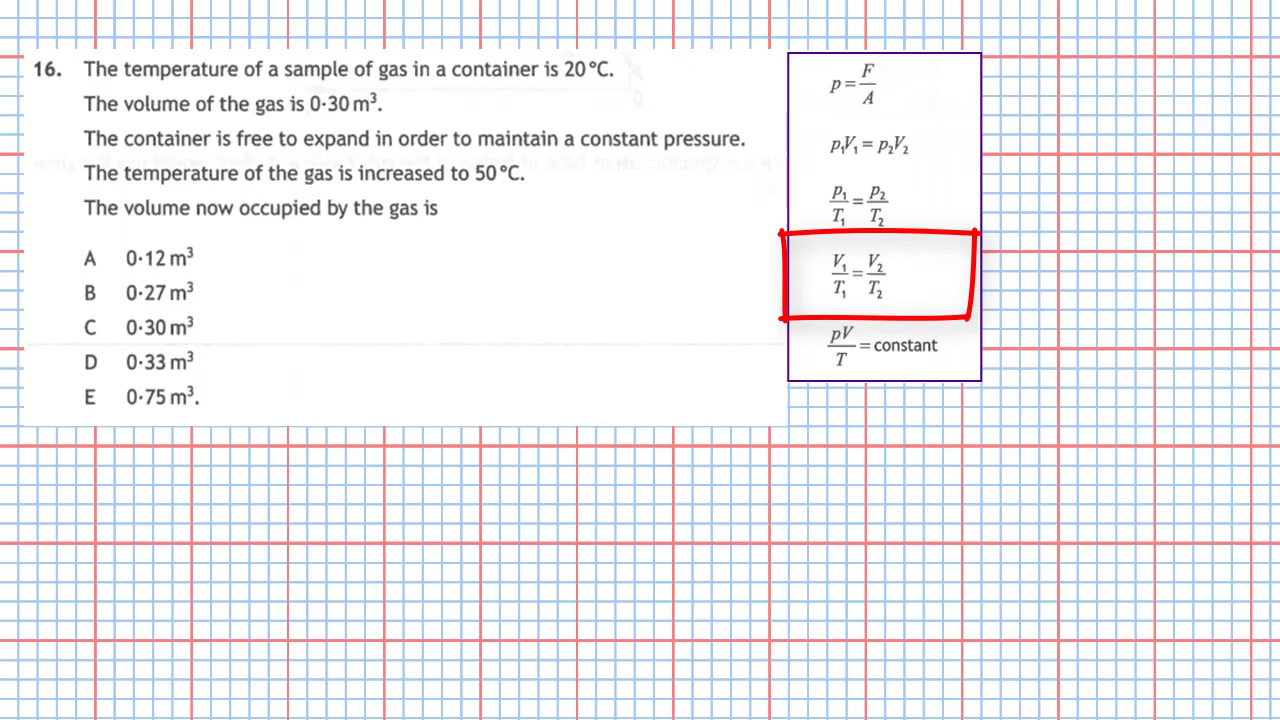 16. The temperature of a sample of gas in a container is 20 °C.
The volume of the gas is 0·30 m³.
The container is free to expand in order to maintain a constant pressure.
The temperature of the gas is increased to 50 °C.
The volume now occupied by the gas is
A 0·12 m³
B 0·27 m³
C 0·30 m³
D 0·33 m³
E 0·75 m³.
p = F/A
p₁V₁ = p₂V₂
p₁/T₁ = p₂/T₂
V₁/T₁ = V₂/T₂
pV/T = constant